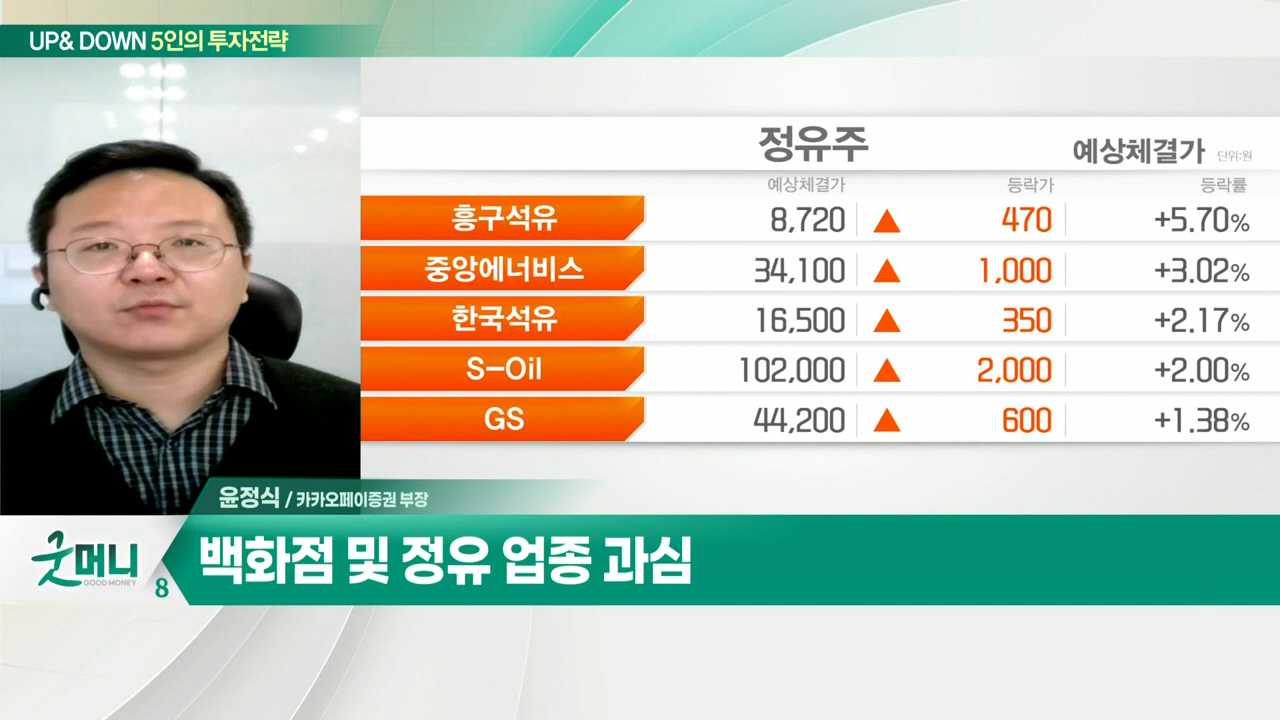 UP& DOWN 5인의 투자전략
정유주 예상체결가 단위:원
예상체결가 등락가 등락률
흥구석유 8,720 ▲ 470 +5.70%
중앙에너비스 34,100 ▲ 1,000 +3.02%
한국석유 16,500 ▲ 350 +2.17%
S-Oil 102,000 ▲ 2,000 +2.00%
GS 44,200 ▲ 600 +1.38%
윤정식 / 카카오페이증권 부장
굿머니
GOOD MONEY
8
백화점 및 정유 업종 과심